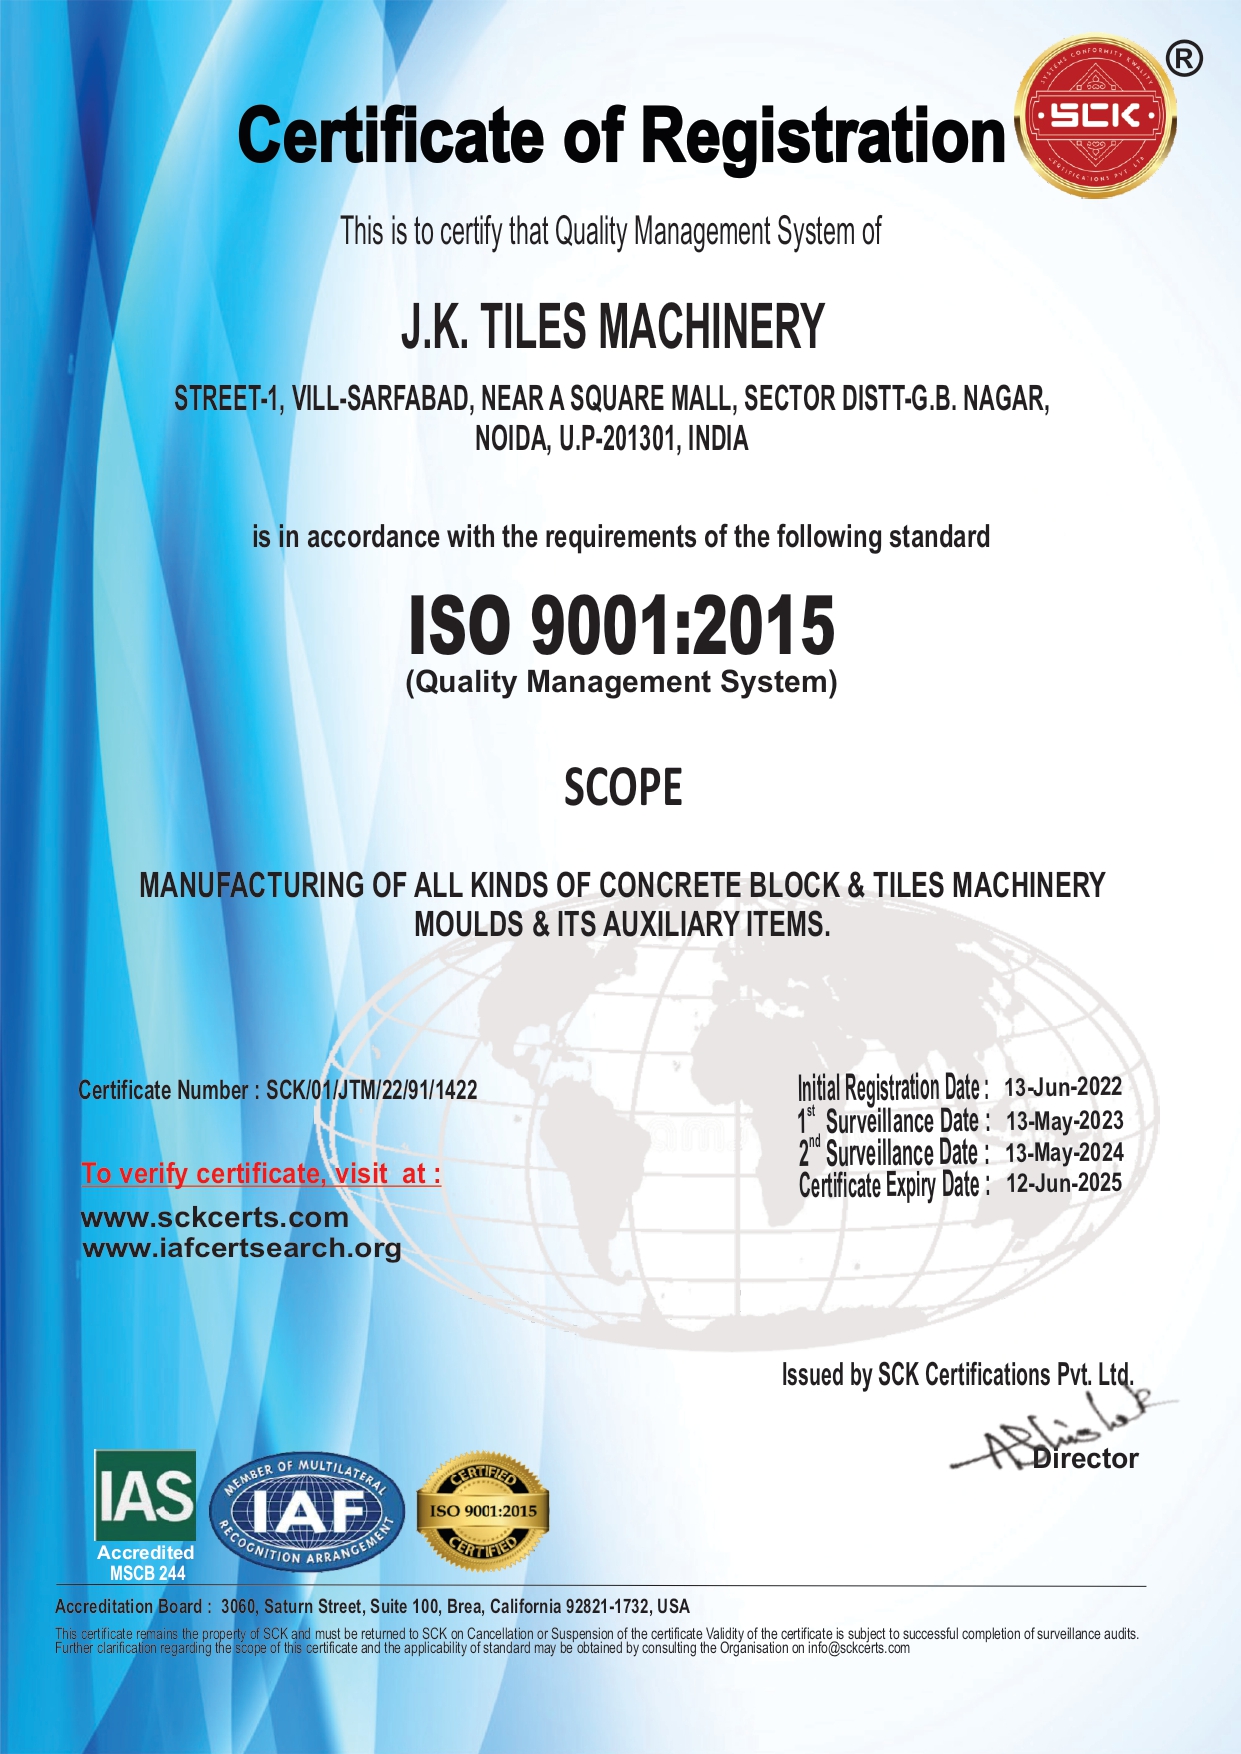 SYSTEMS CONFORMITY KWALITY
SCK
CERTIFICATIONS PVT. LTD
®
Certificate of Registration
This is to certify that Quality Management System of
J.K. TILES MACHINERY
STREET-1, VILL-SARFABAD, NEAR A SQUARE MALL, SECTOR DISTT-G.B. NAGAR,
NOIDA, U.P-201301, INDIA
is in accordance with the requirements of the following standard
ISO 9001:2015
(Quality Management System)
SCOPE
MANUFACTURING OF ALL KINDS OF CONCRETE BLOCK & TILES MACHINERY
MOULDS & ITS AUXILIARY ITEMS.
Certificate Number : SCK/01/JTM/22/91/1422
To verify certificate, visit at :
www.sckcerts.com
www.iafcertsearch.org
Initial Registration Date : 13-Jun-2022
1st Surveillance Date : 13-May-2023
2nd Surveillance Date : 13-May-2024
Certificate Expiry Date : 12-Jun-2025
Issued by SCK Certifications Pvt. Ltd.
Abhishek
Director
IAS
Accredited
MSCB 244
MEMBER OF MULTILATERAL
IAF
RECOGNITION ARRANGEMENT
CERTIFIED
ISO 9001:2015
CERTIFIED
Accreditation Board : 3060, Saturn Street, Suite 100, Brea, California 92821-1732, USA
This certificate remains the property of SCK and must be returned to SCK on Cancellation or Suspension of the certificate Validity of the certificate is subject to successful completion of surveillance audits.
Further clarification regarding the scope of this certificate and the applicability of standard may be obtained by consulting the Organisation on info@sckcerts.com